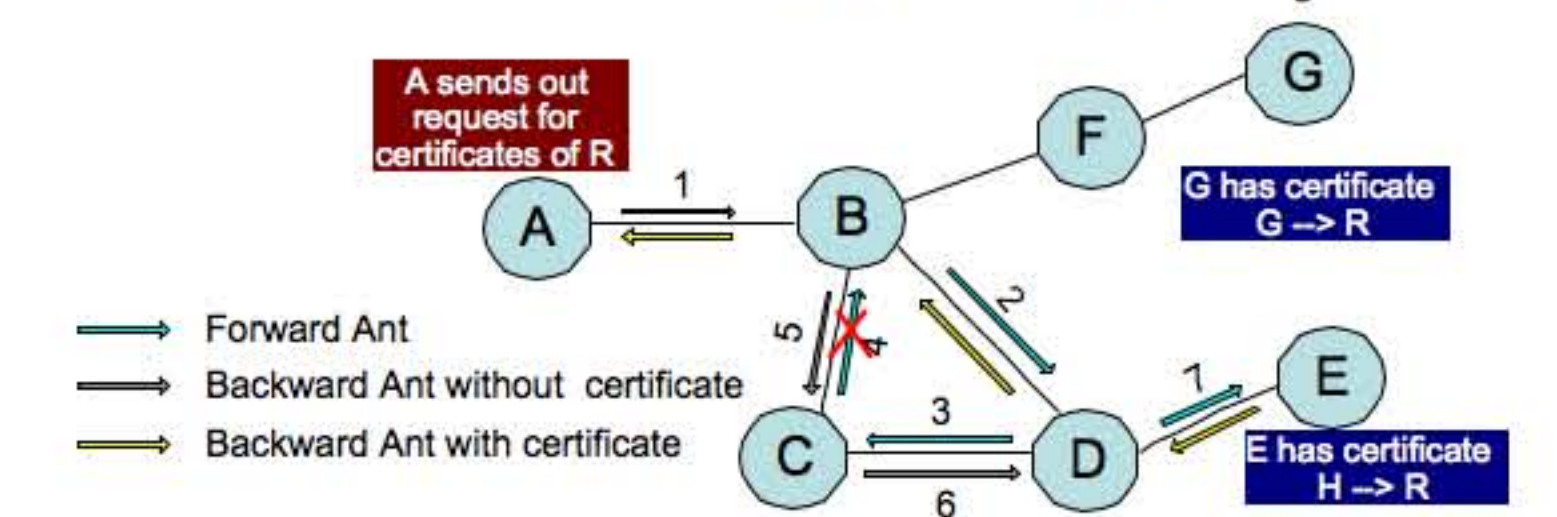 G
A sends out
request for
certificates of R
F
G has certificate
G --> R
1
A
B
2
Forward Ant
5
4
E
7
Backward Ant without certificate
3
Backward Ant with certificate
C
D
E has certificate
H --> R
6